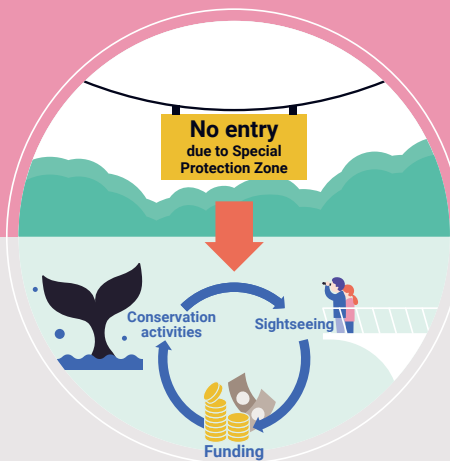 No entry
due to Special
Protection Zone
Conservation
activities
Sightseeing
Funding